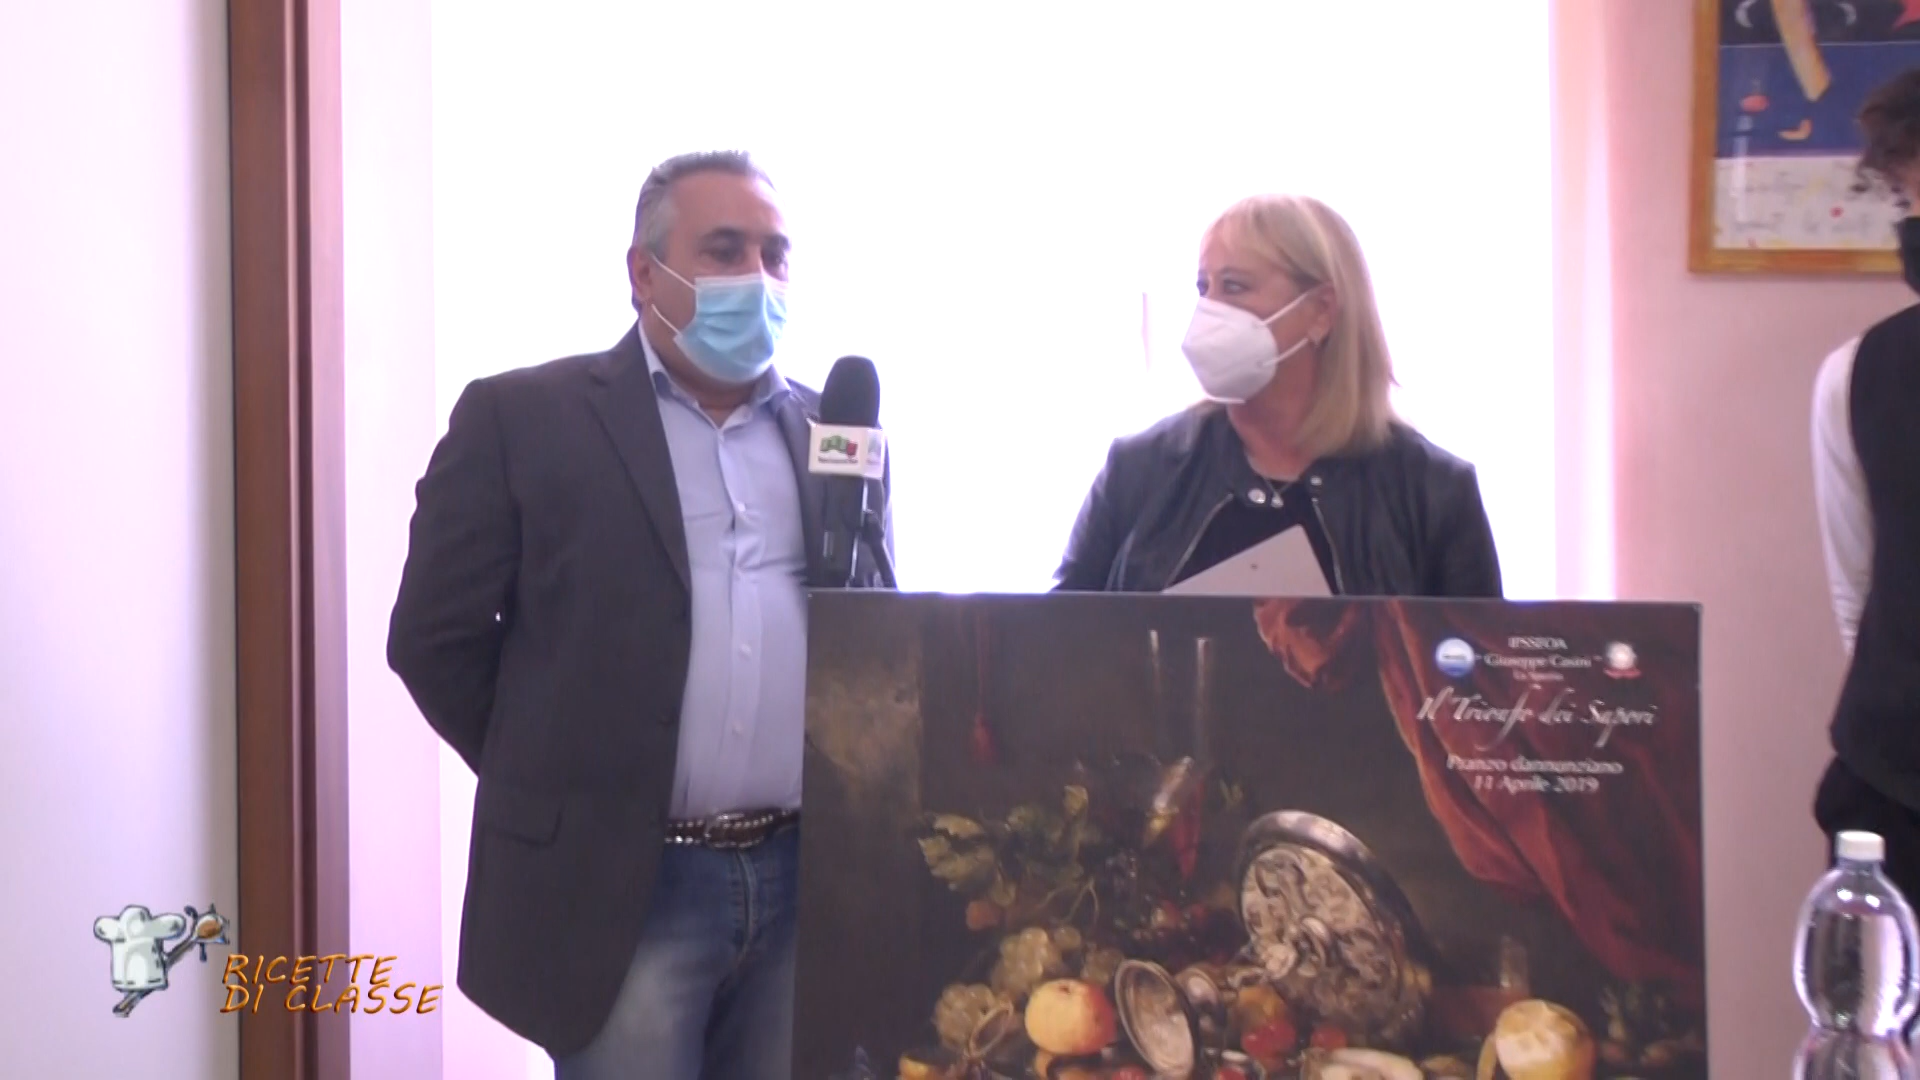 IPSSEOA
"Giuseppe Casini"
La Spezia
Il Trionfo dei Sapori
Pranzo dannunziano
11 Aprile 2019
RICETTE
DI CLASSE